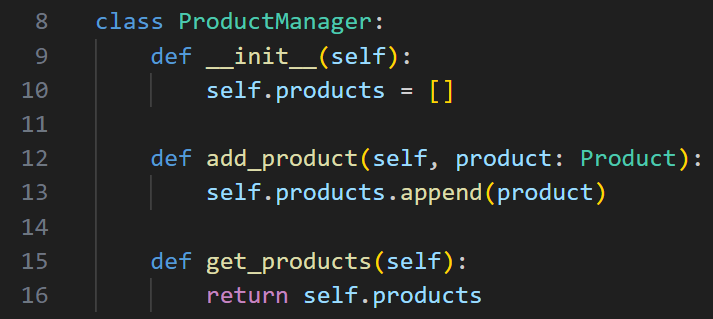 8 class ProductManager:
9     def __init__(self):
10         self.products = []
11
12     def add_product(self, product: Product):
13         self.products.append(product)
14
15     def get_products(self):
16         return self.products